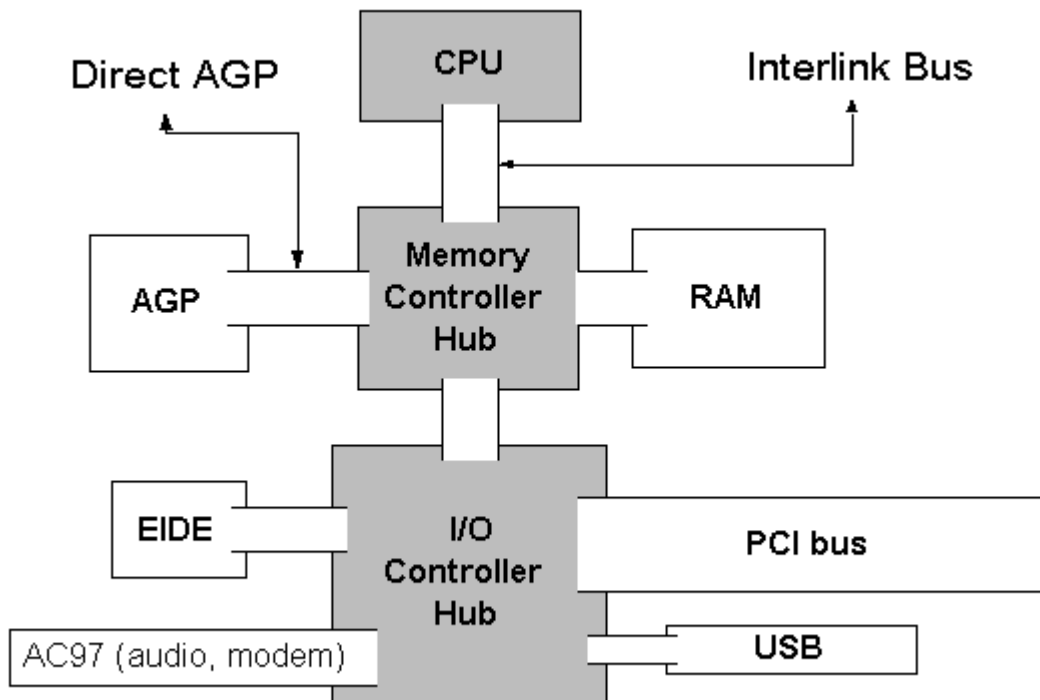 CPU
Direct AGP
Interlink Bus
AGP
Memory
Controller
Hub
RAM
EIDE
I/O
Controller
Hub
PCI bus
AC97 (audio, modem)
USB